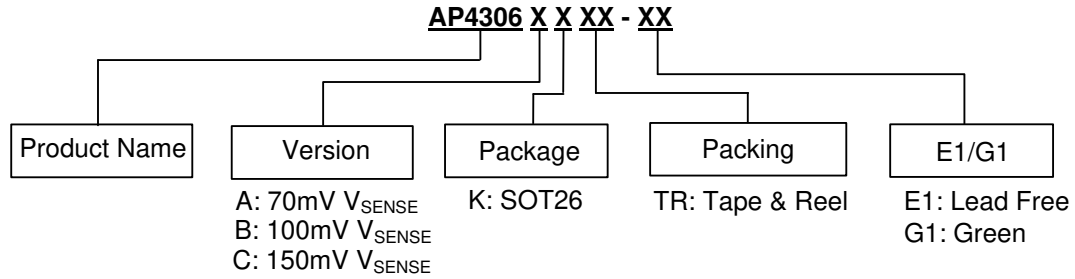 AP4306 X X XX - XX
Product Name
Version
Package
Packing
E1/G1
A: 70mV VSENSE
B: 100mV VSENSE
C: 150mV VSENSE
K: SOT26
TR: Tape & Reel
E1: Lead Free
G1: Green